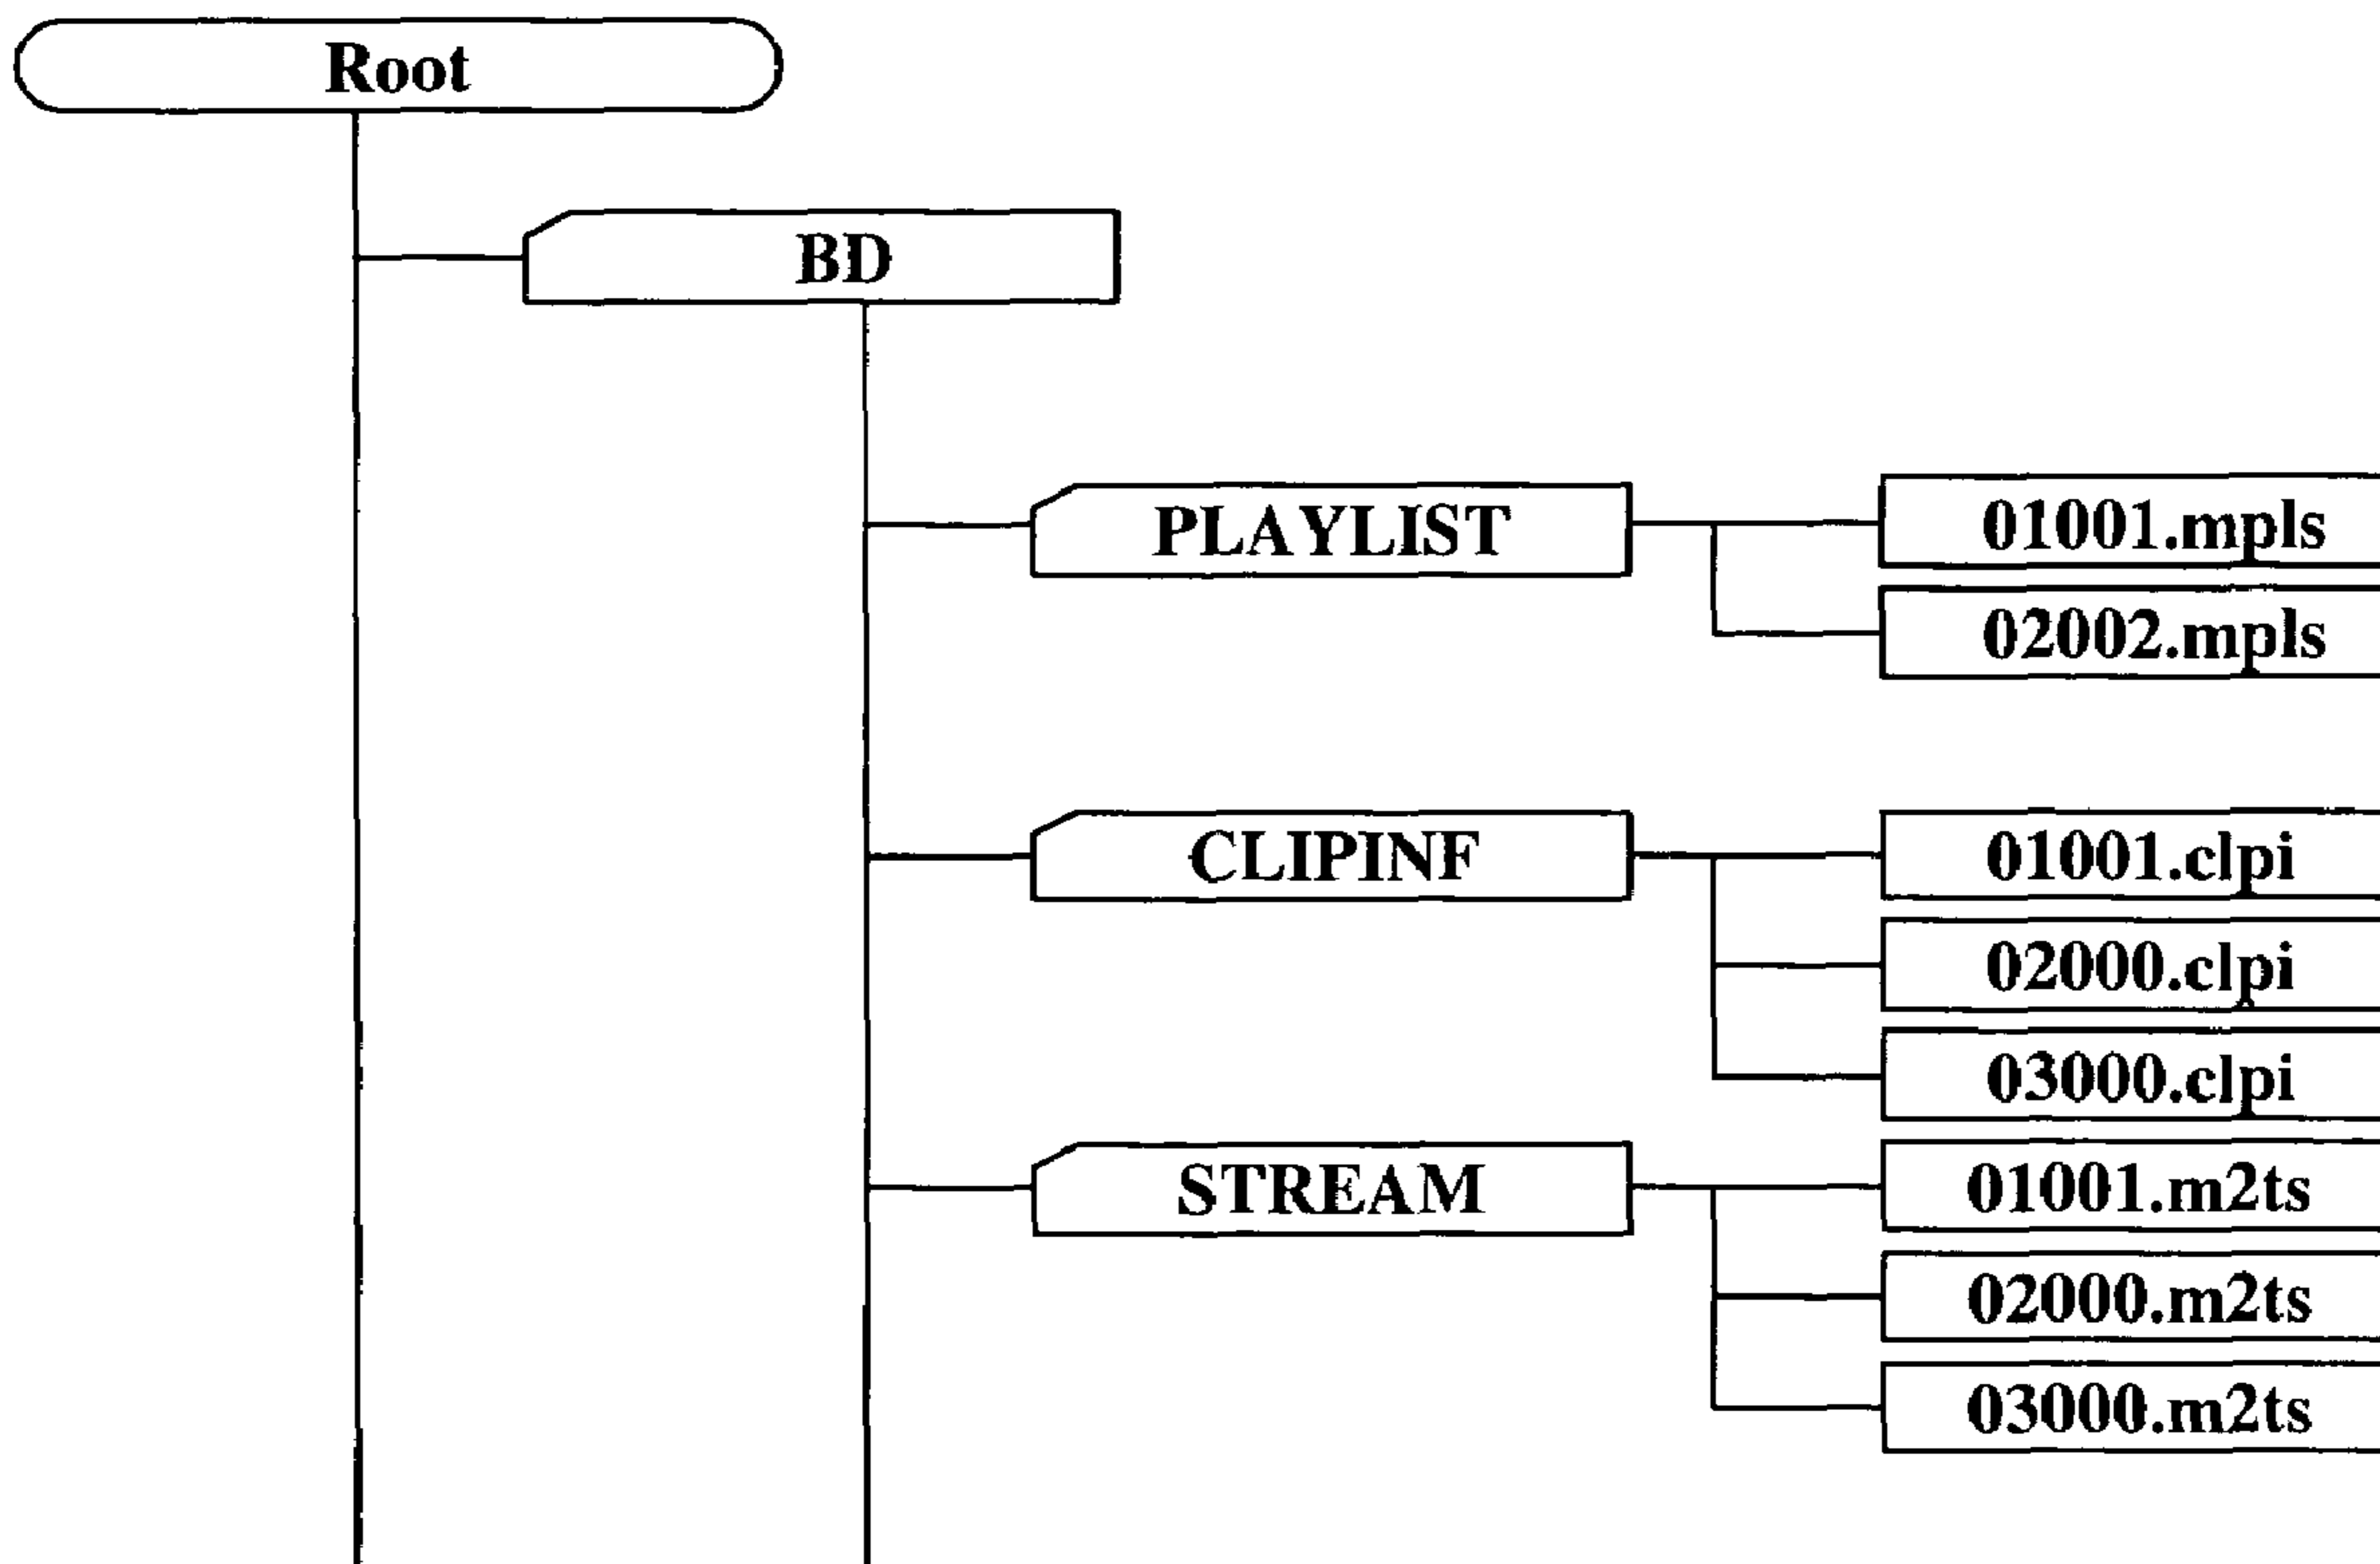 Root
BD
PLAYLIST
01001.mpls
02002.mpls
CLIPINF
01001.clpi
02000.clpi
03000.clpi
STREAM
01001.m2ts
02000.m2ts
03000.m2ts